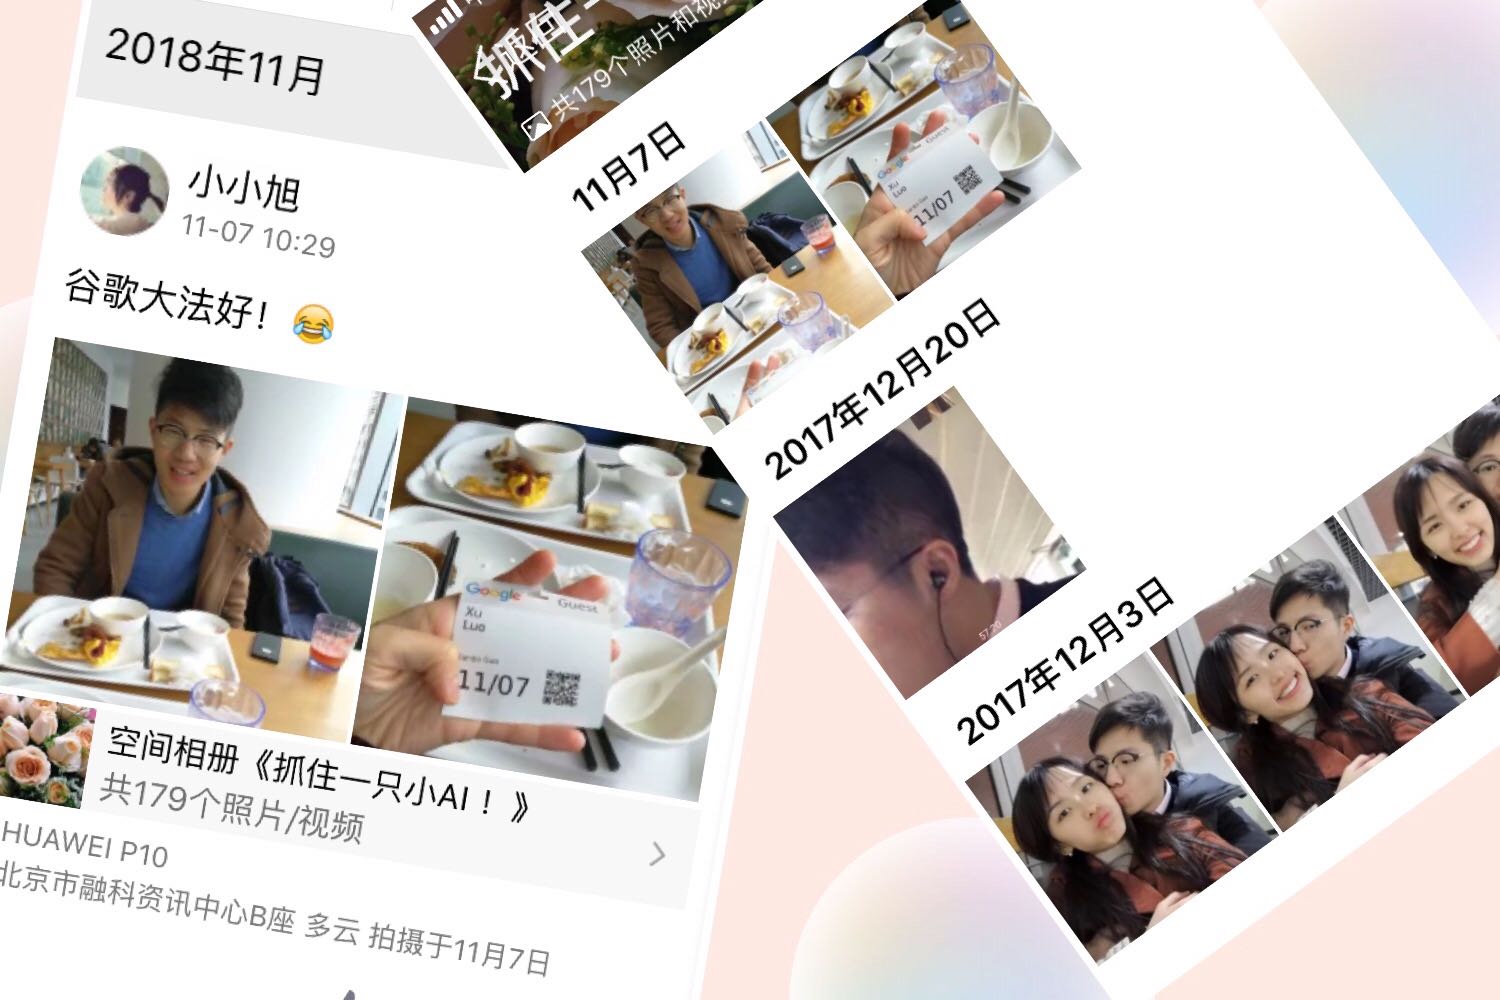 2018年11月
小小旭
11-07 10:29
谷歌大法好！😂
Google
Guest
Xu
Luo
11/07
空间相册《抓住一只小AI！》
共179个照片/视频
HUAWEI P10
北京市融科资讯中心B座 多云 拍摄于11月7日
抓住一
共179个照片和视
11月7日
Google
Guest
Xu
Luo
11/07
2017年12月20日
2017年12月3日